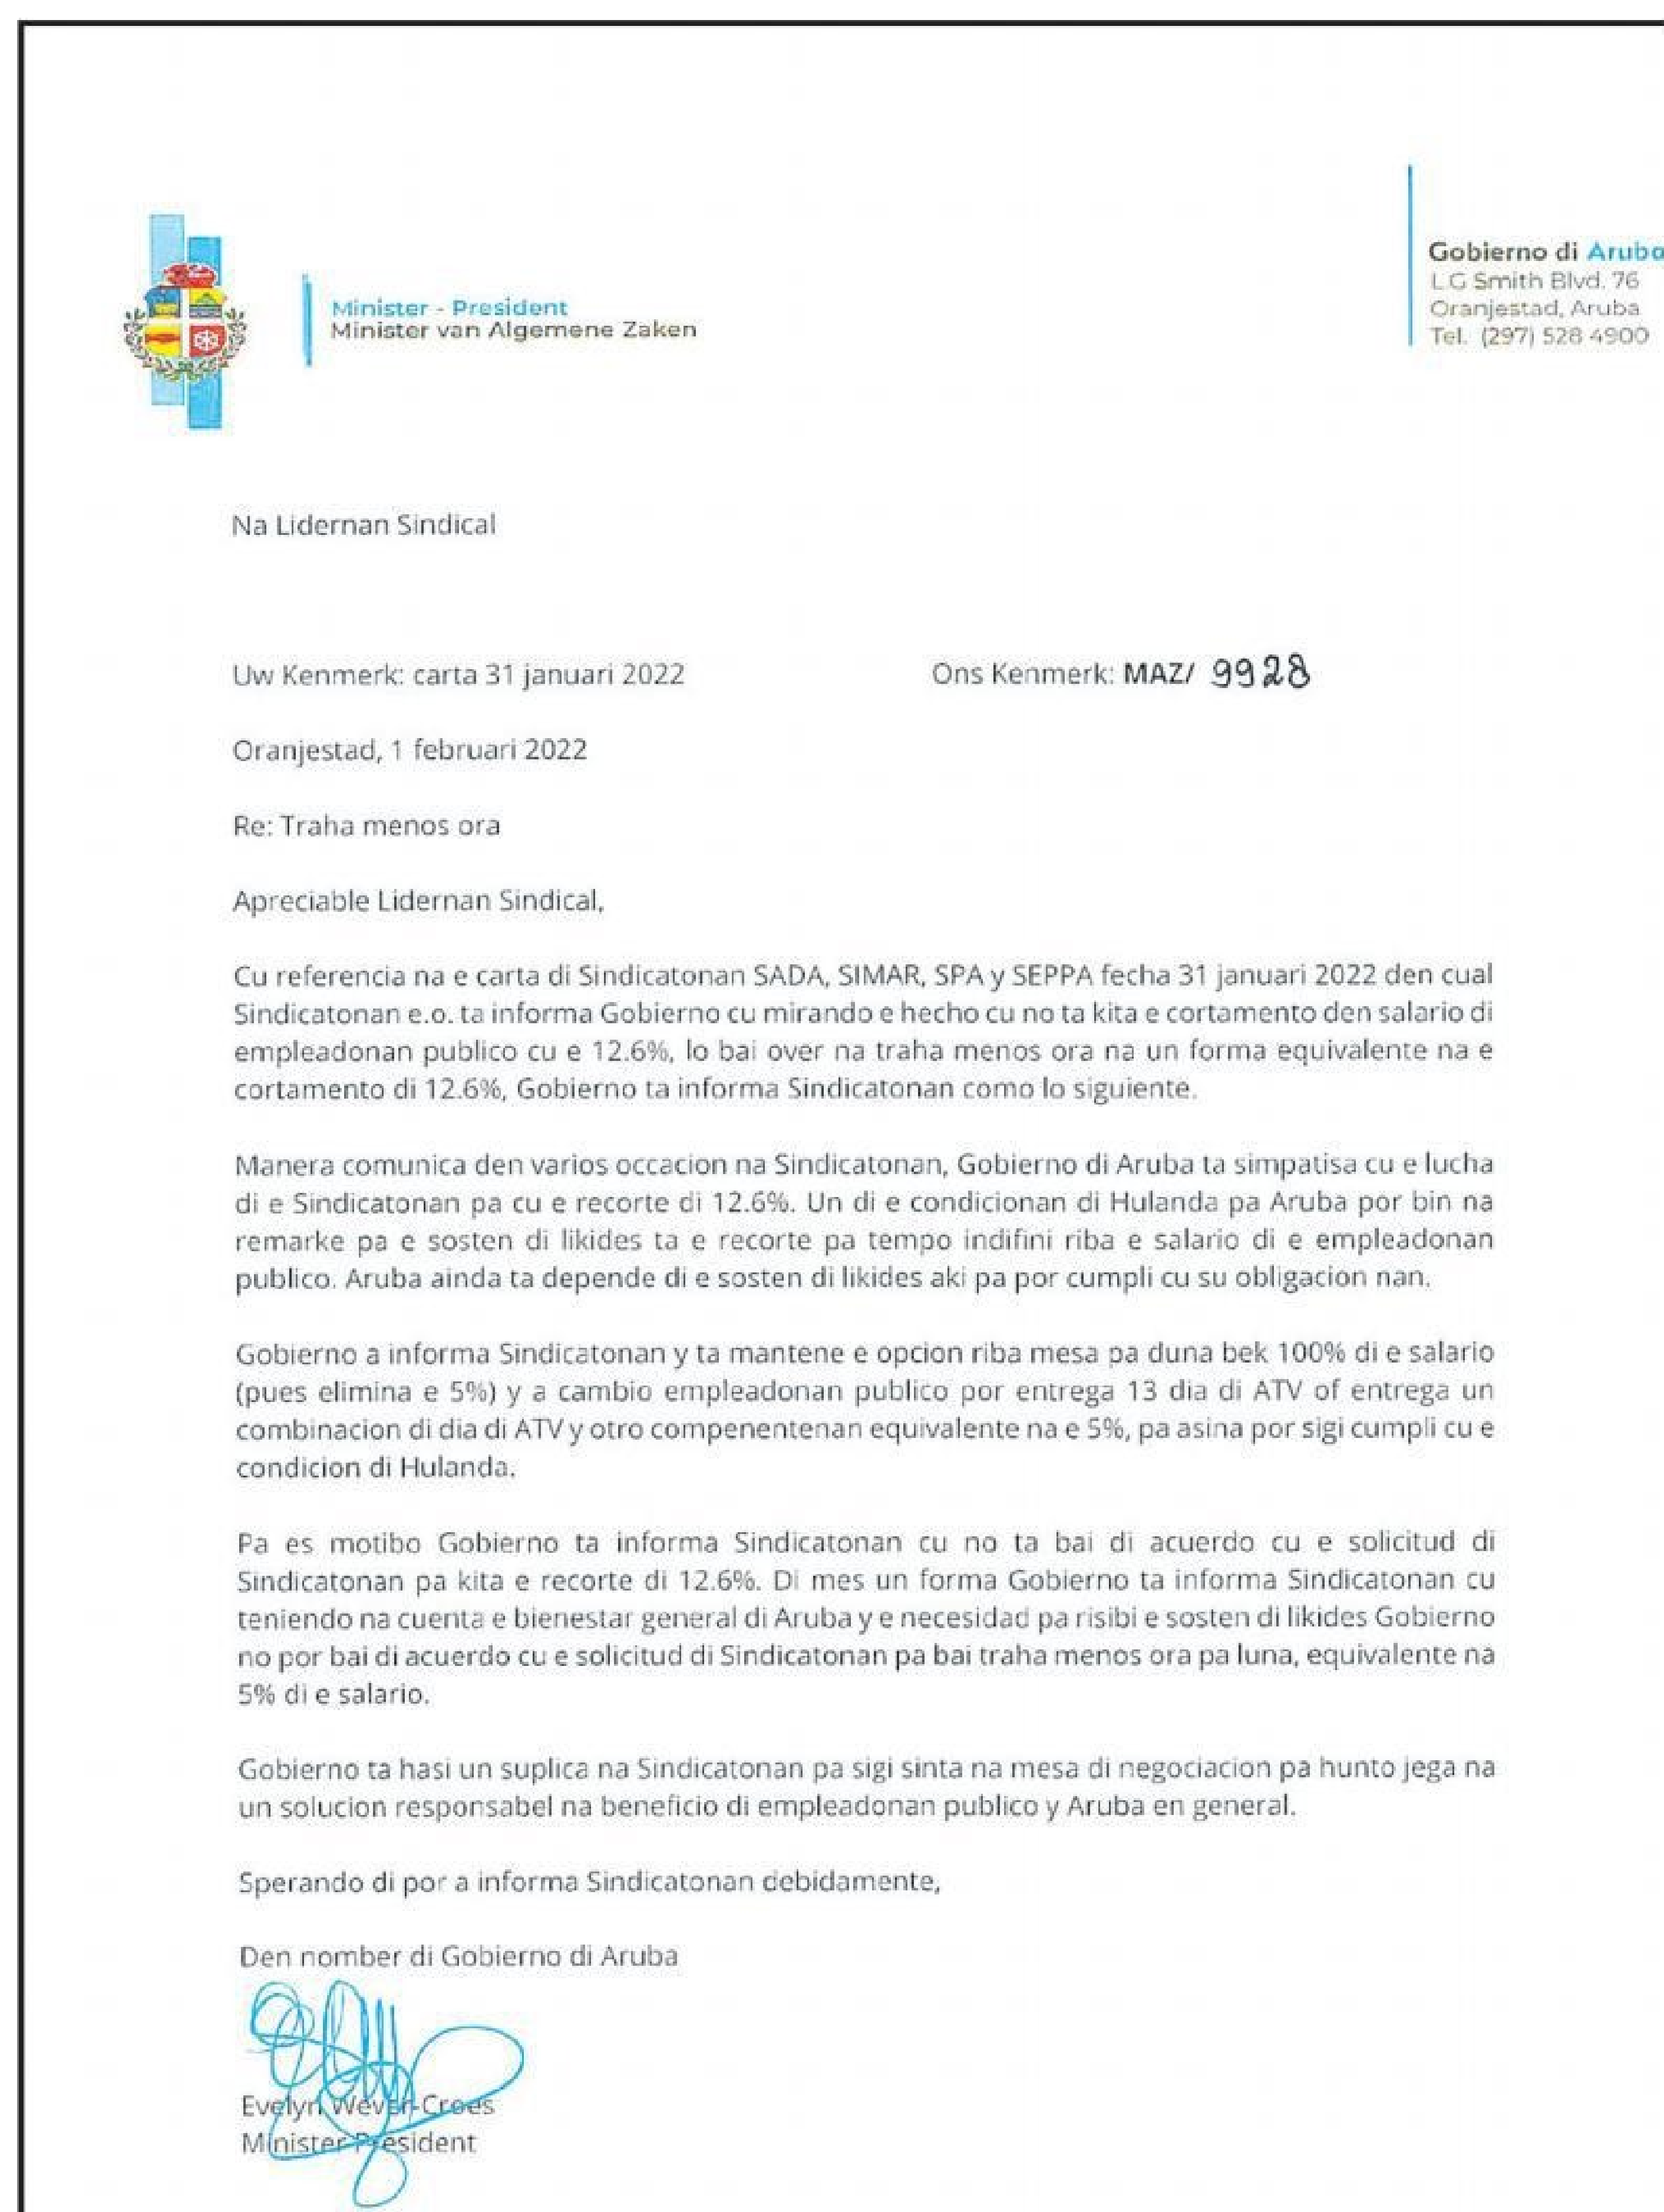 Minister - President
Minister van Algemene Zaken
Gobierno di Aruba
L.G Smith Blvd. 76
Oranjestad, Aruba
Tel. (297) 528 4900
Na Lidernan Sindical
Uw Kenmerk: carta 31 januari 2022
Ons Kenmerk: MAZ/ 9928
Oranjestad, 1 februari 2022
Re: Traha menos ora
Apreciable Lidernan Sindical,
Cu referencia na e carta di Sindicatonan SADA, SIMAR, SPA y SEPPA fecha 31 januari 2022 den cual
Sindicatonan e.o. ta informa Gobierno cu mirando e hecho cu no ta kita e cortamento den salario di
empleadonan publico cu e 12.6%, lo bai over na traha menos ora na un forma equivalente na e
cortamento di 12.6%, Gobierno ta informa Sindicatonan como lo siguiente.
Manera comunica den varios occacion na Sindicatonan, Gobierno di Aruba ta simpatisa cu e lucha
di e Sindicatonan pa cu e recorte di 12.6%. Un di e condicionan di Hulanda pa Aruba por bin na
remarke pa e sosten di likides ta e recorte pa tempo indifini riba e salario di e empleadonan
publico. Aruba ainda ta depende di e sosten di likides aki pa por cumpli cu su obligacion nan.
Gobierno a informa Sindicatonan y ta mantene e opcion riba mesa pa duna bek 100% di e salario
(pues elimina e 5%) y a cambio empleadonan publico por entrega 13 dia di ATV of entrega un
combinacion di dia di ATV y otro compenentenan equivalente na e 5%, pa asina por sigi cumpli cu e
condicion di Hulanda.
Pa es motibo Gobierno ta informa Sindicatonan cu no ta bai di acuerdo cu e solicitud di
Sindicatonan pa kita e recorte di 12.6%. Di mes un forma Gobierno ta informa Sindicatonan cu
teniendo na cuenta e bienestar general di Aruba y e necesidad pa risibi e sosten di likides Gobierno
no por bai di acuerdo cu e solicitud di Sindicatonan pa bai traha menos ora pa luna, equivalente na
5% di e salario.
Gobierno ta hasi un suplica na Sindicatonan pa sigi sinta na mesa di negociacion pa hunto jega na
un solucion responsabel na beneficio di empleadonan publico y Aruba en general.
Sperando di por a informa Sindicatonan debidamente,
Den nomber di Gobierno di Aruba
Evelyn Wever-Croes
Minister President